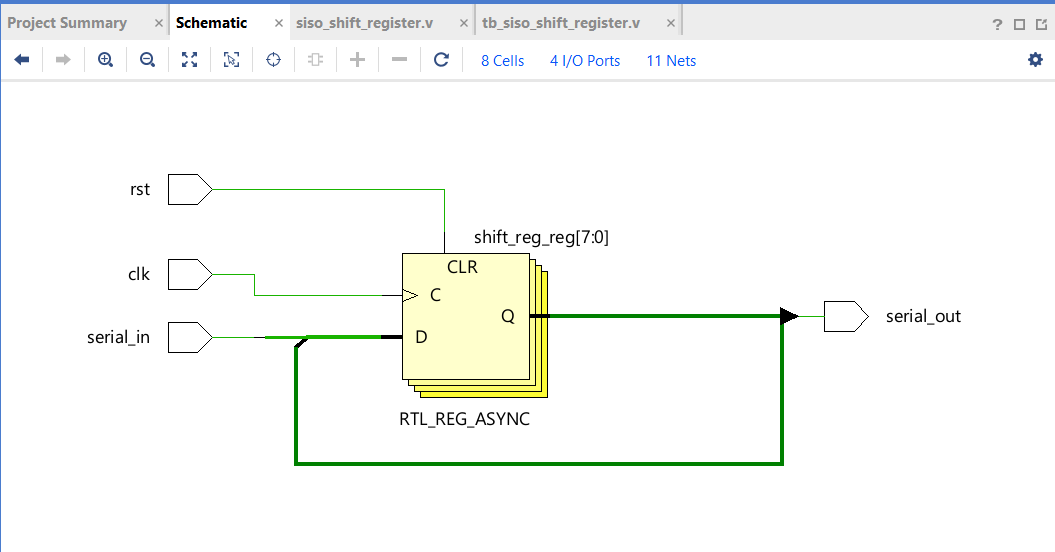 Project Summary × Schematic × siso_shift_register.v × tb_siso_shift_register.v × ?
8 Cells 4 I/O Ports 11 Nets
rst
shift_reg_reg[7:0]
CLR
clk
C
Q
serial_out
serial_in
D
RTL_REG_ASYNC